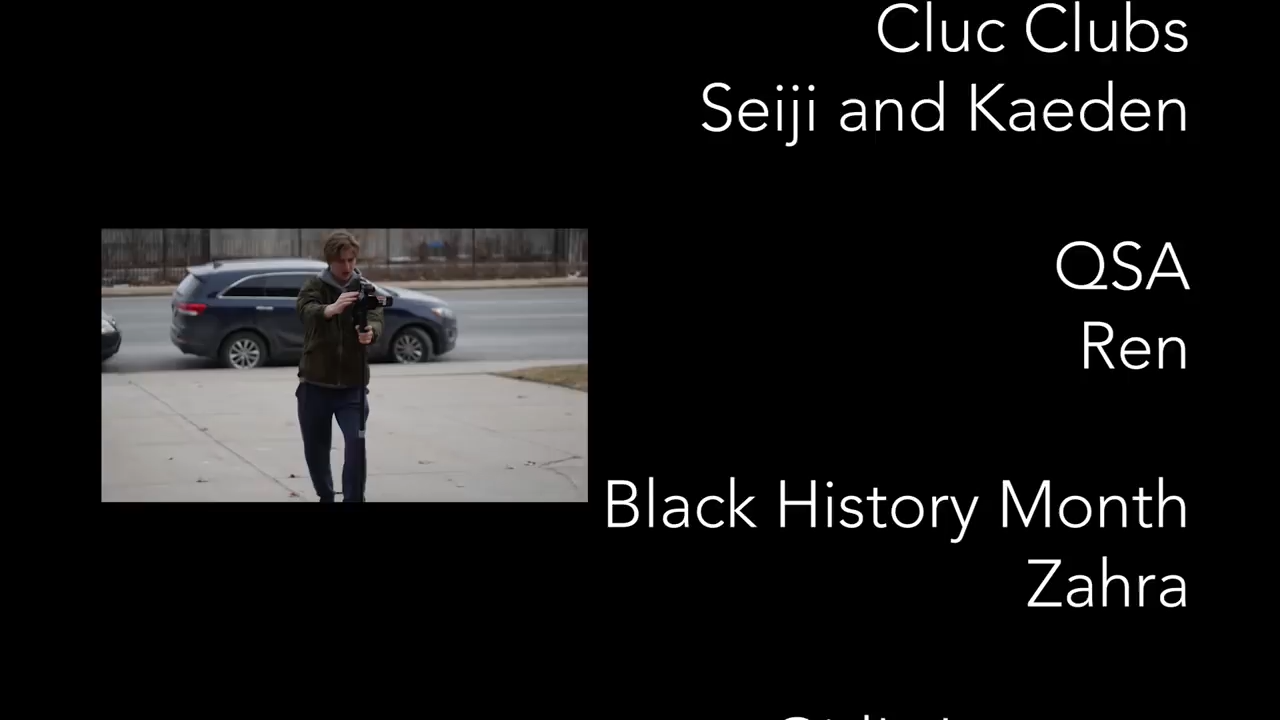 Cluc Clubs
Seiji and Kaeden
QSA
Ren
Black History Month
Zahra